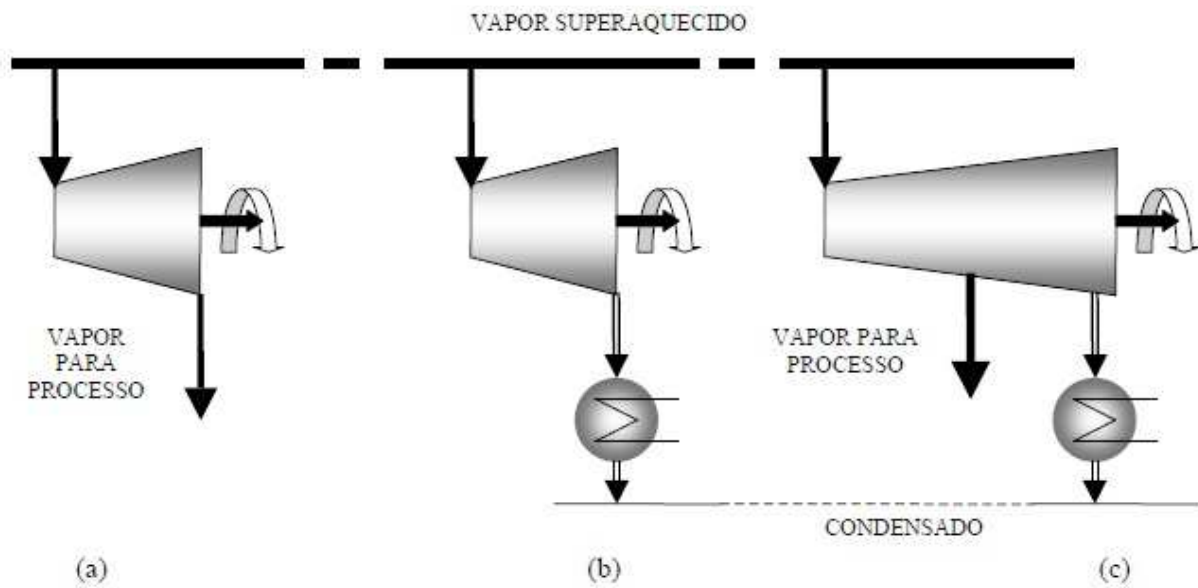 VAPOR SUPERAQUECIDO
VAPOR
PARA
PROCESSO
VAPOR PARA
PROCESSO
CONDENSADO
(a)
(b)
(c)